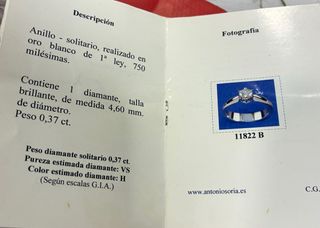 Descripción
Anillo - solitario, realizado en
oro blanco de 1ª ley, 750
milésimas.
Contiene 1 diamante, talla
brillante, de medida 4,60 mm.
de diámetro.
Peso 0,37 ct.
Peso diamante solitario 0,37 ct.
Pureza estimada diamante: VS
Color estimado diamante: H
(Según escalas G.I.A.)
Fotografía
11822 B
www.antoniosoria.es
C.G.